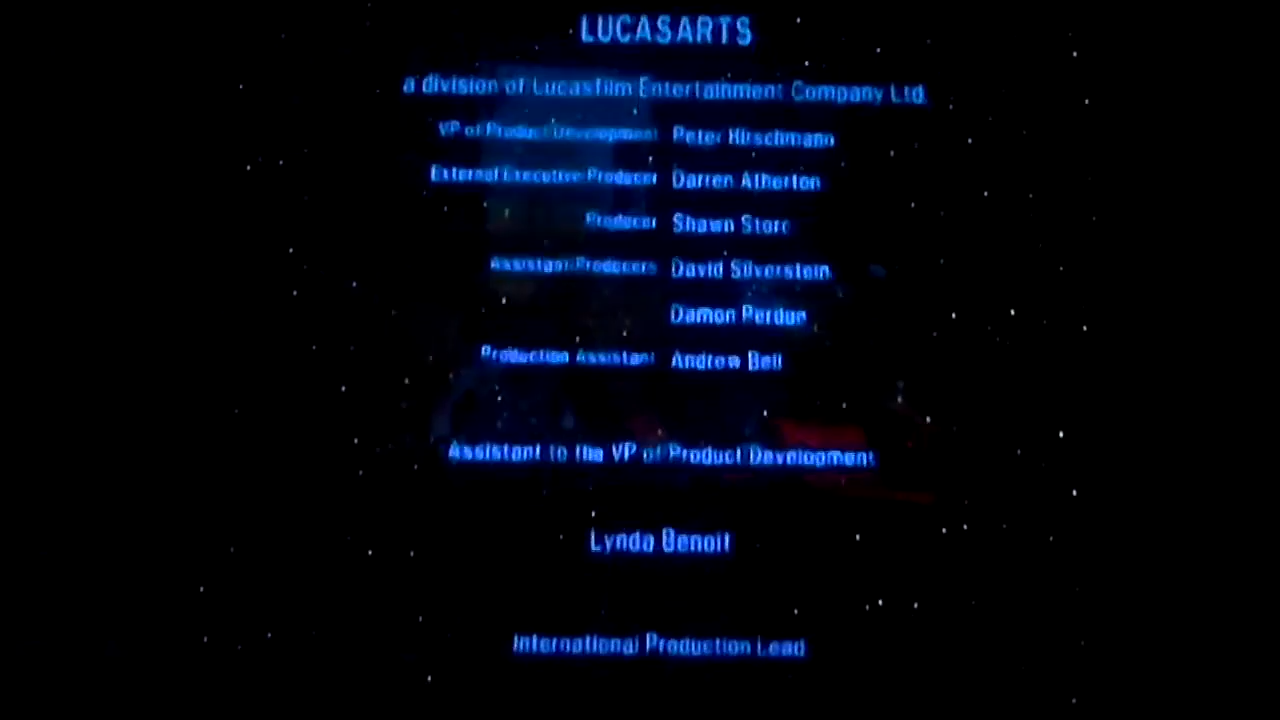 LUCASARTS
a division of Lucasfilm Entertainment Company Ltd.
VP of Product Development Peter Hirschmann
External Executive Producer Darren Atherton
Producer Shawn Storc
Assistant Producers David Silverstein
Damon Perdue
Production Assistant Andrew Bell
Assistant to the VP of Product Development
Lynda Benoit
International Production Lead